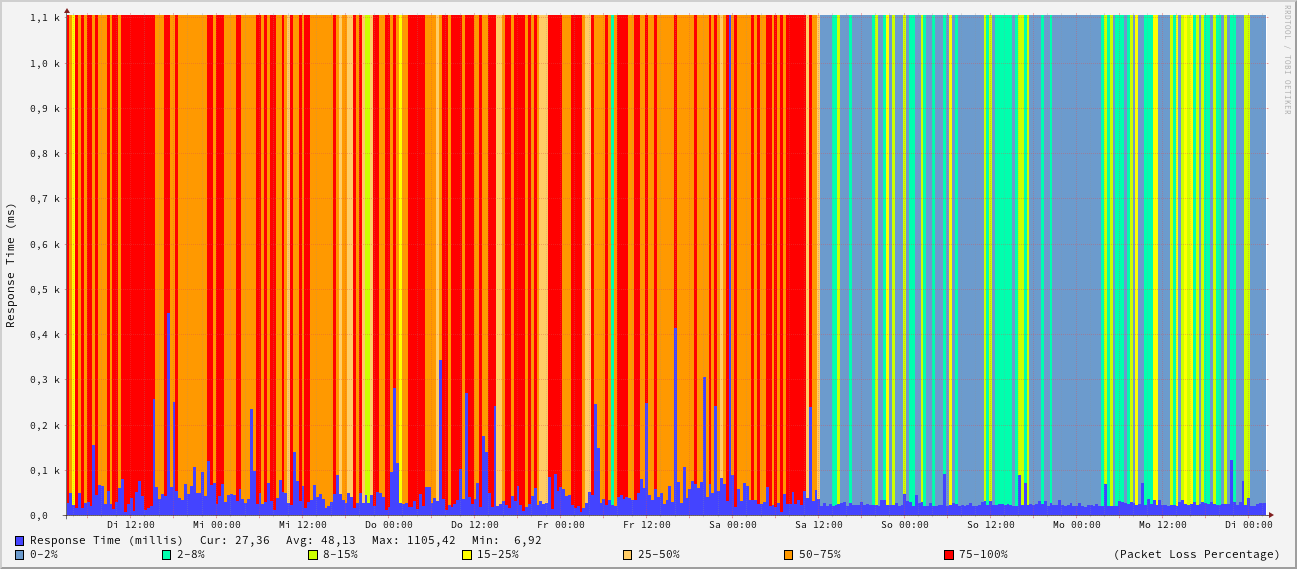 1,1 k
1,0 k
0,9 k
0,8 k
0,7 k
0,6 k
0,5 k
0,4 k
0,3 k
0,2 k
0,1 k
0,0
Response Time (ms)
RRDTOOL / TOBI OETIKER
Di 12:00 Mi 00:00 Mi 12:00 Do 00:00 Do 12:00 Fr 00:00 Fr 12:00 Sa 00:00 Sa 12:00 So 00:00 So 12:00 Mo 00:00 Mo 12:00 Di 00:00
Response Time (millis) Cur: 27,36 Avg: 48,13 Max: 1105,42 Min: 6,92
0-2% 2-8% 8-15% 15-25% 25-50% 50-75% 75-100% (Packet Loss Percentage)